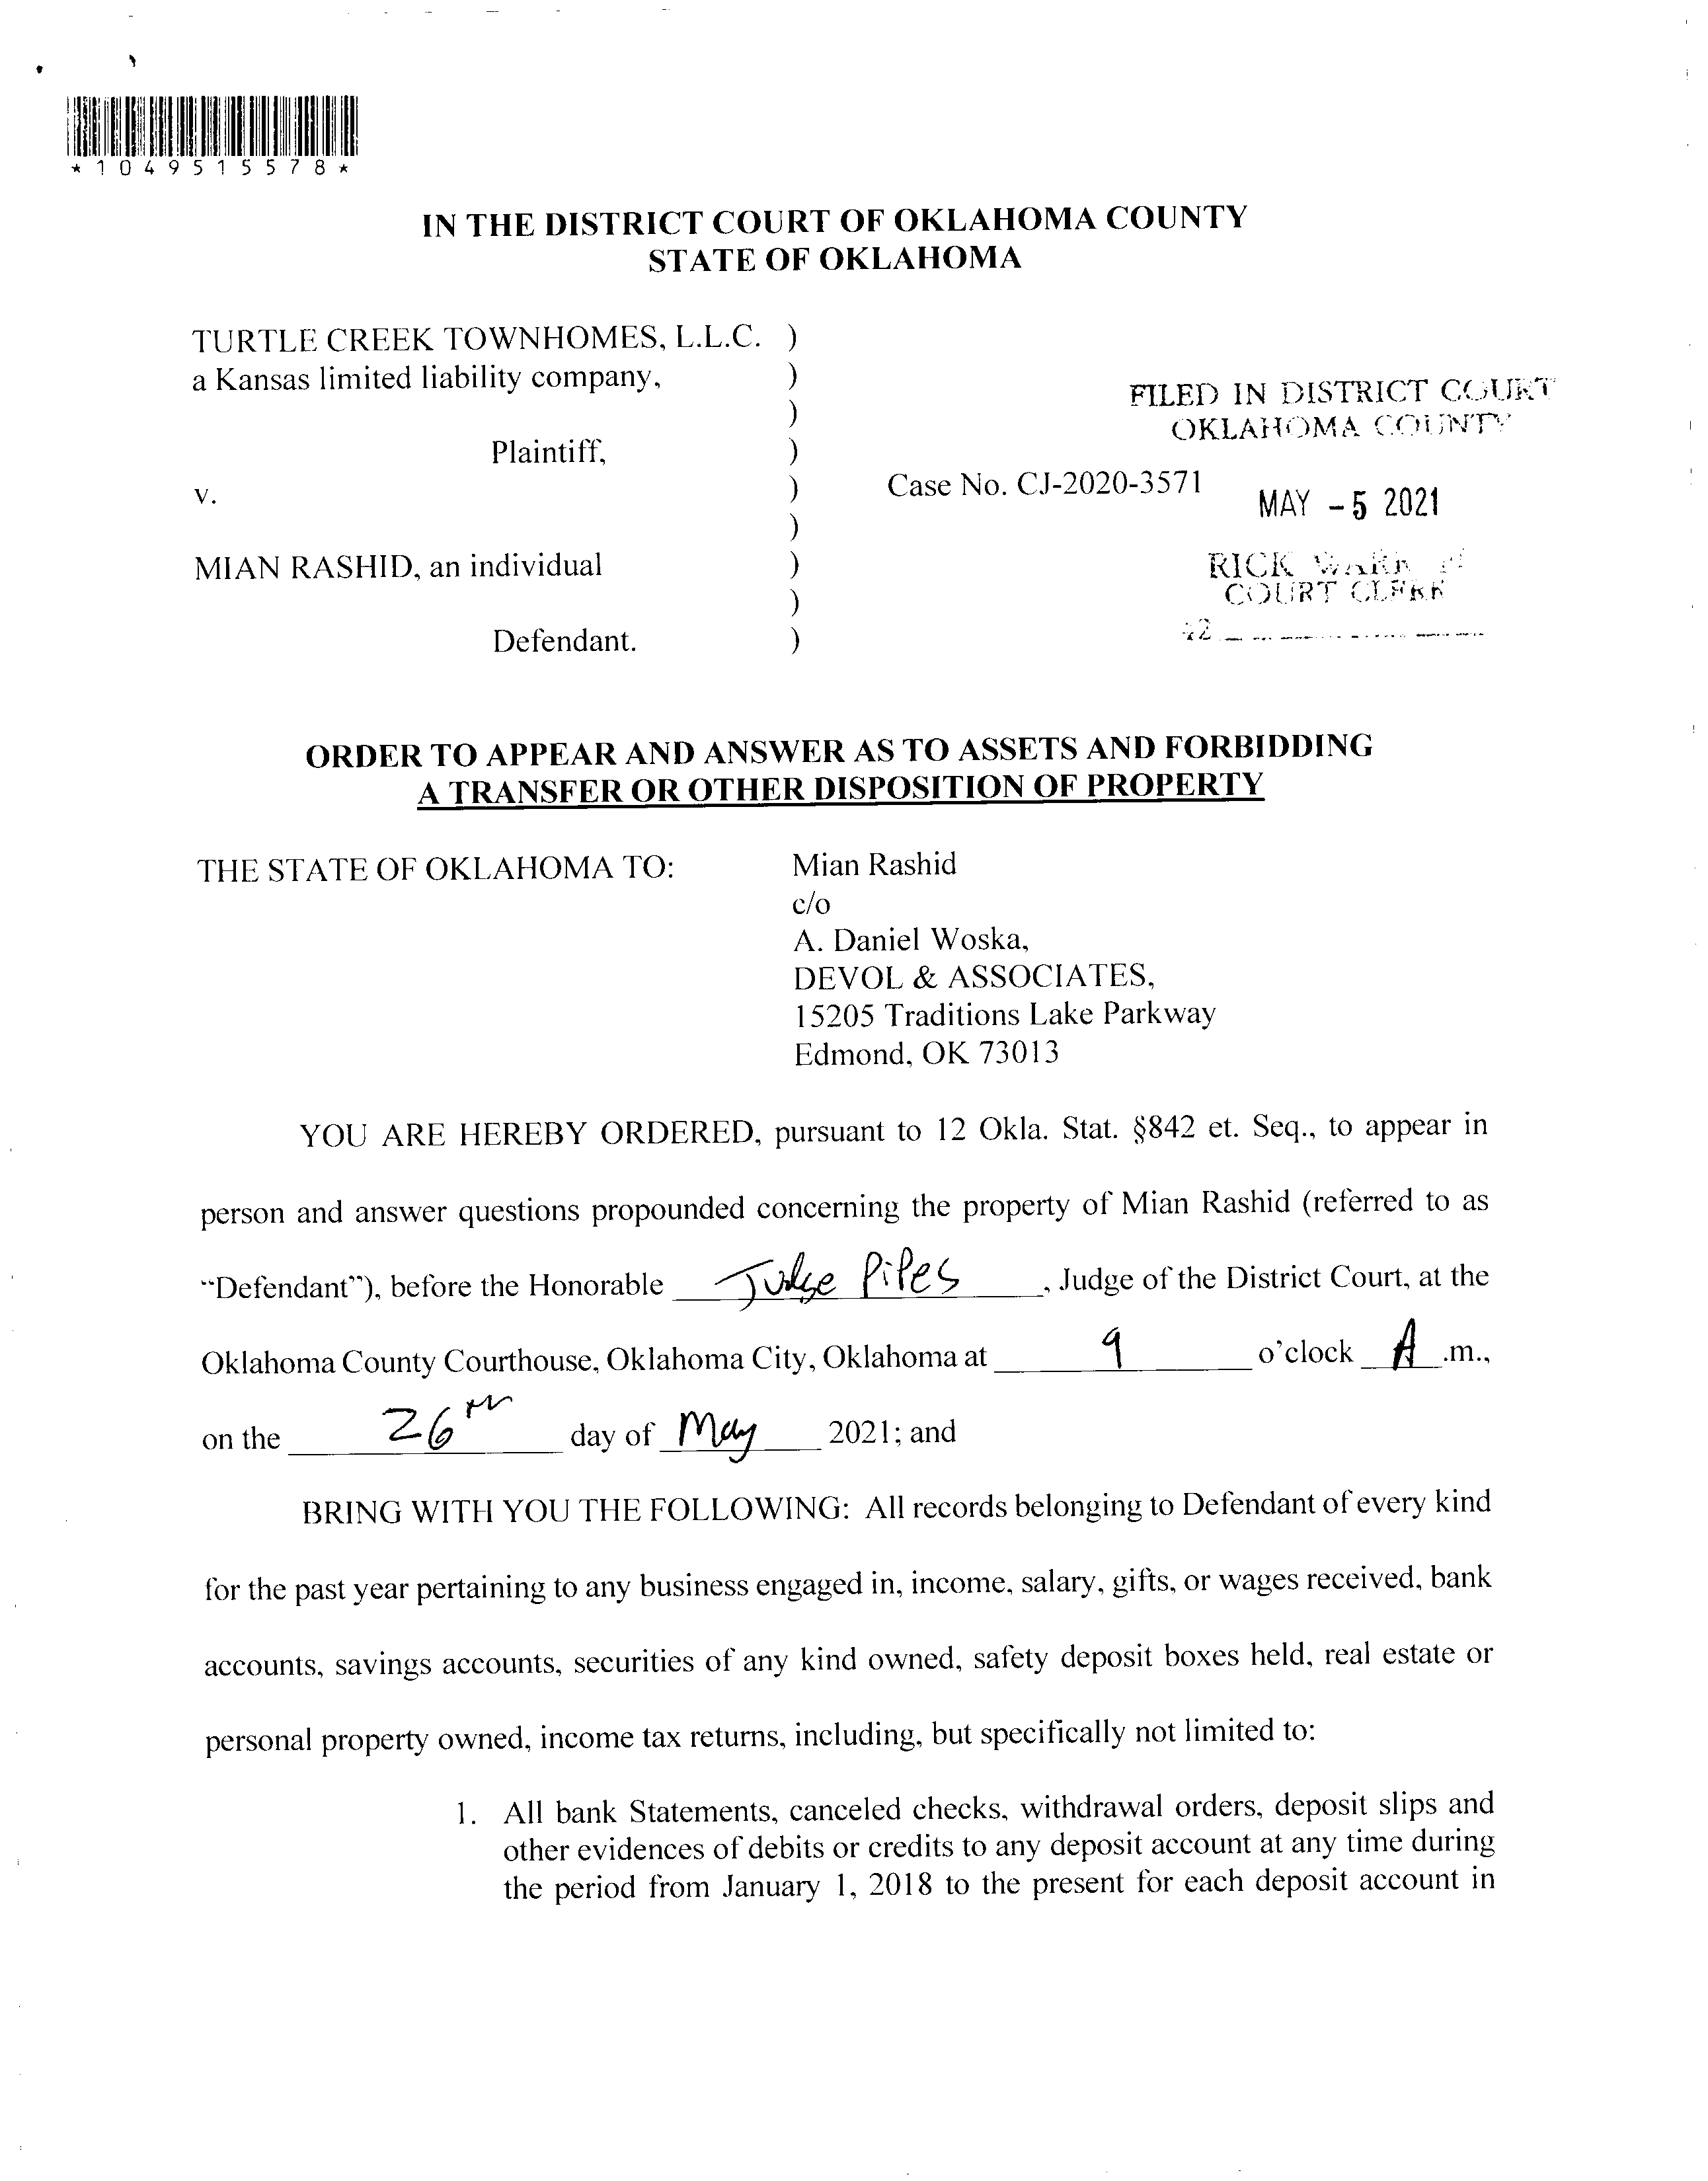 *1049515578*
IN THE DISTRICT COURT OF OKLAHOMA COUNTY
STATE OF OKLAHOMA
TURTLE CREEK TOWNHOMES, L.L.C. )
a Kansas limited liability company, )
)
Plaintiff, )
v. )
)
MIAN RASHID, an individual )
)
Defendant. )
Case No. CJ-2020-3571
FILED IN DISTRICT COURT
OKLAHOMA COUNTY
MAY - 5 2021
RICK
COURT CLERK
42
ORDER TO APPEAR AND ANSWER AS TO ASSETS AND FORBIDDING
A TRANSFER OR OTHER DISPOSITION OF PROPERTY
THE STATE OF OKLAHOMA TO: Mian Rashid
c/o
A. Daniel Woska,
DEVOL & ASSOCIATES,
15205 Traditions Lake Parkway
Edmond, OK 73013
YOU ARE HEREBY ORDERED, pursuant to 12 Okla. Stat. §842 et. Seq., to appear in
person and answer questions propounded concerning the property of Mian Rashid (referred to as
"Defendant"), before the Honorable Judge Pipes, Judge of the District Court, at the
Oklahoma County Courthouse, Oklahoma City, Oklahoma at 9 o'clock A .m.,
on the 26th day of May 2021; and
BRING WITH YOU THE FOLLOWING: All records belonging to Defendant of every kind
for the past year pertaining to any business engaged in, income, salary, gifts, or wages received, bank
accounts, savings accounts, securities of any kind owned, safety deposit boxes held, real estate or
personal property owned, income tax returns, including, but specifically not limited to:
1. All bank Statements, canceled checks, withdrawal orders, deposit slips and
other evidences of debits or credits to any deposit account at any time during
the period from January 1, 2018 to the present for each deposit account in